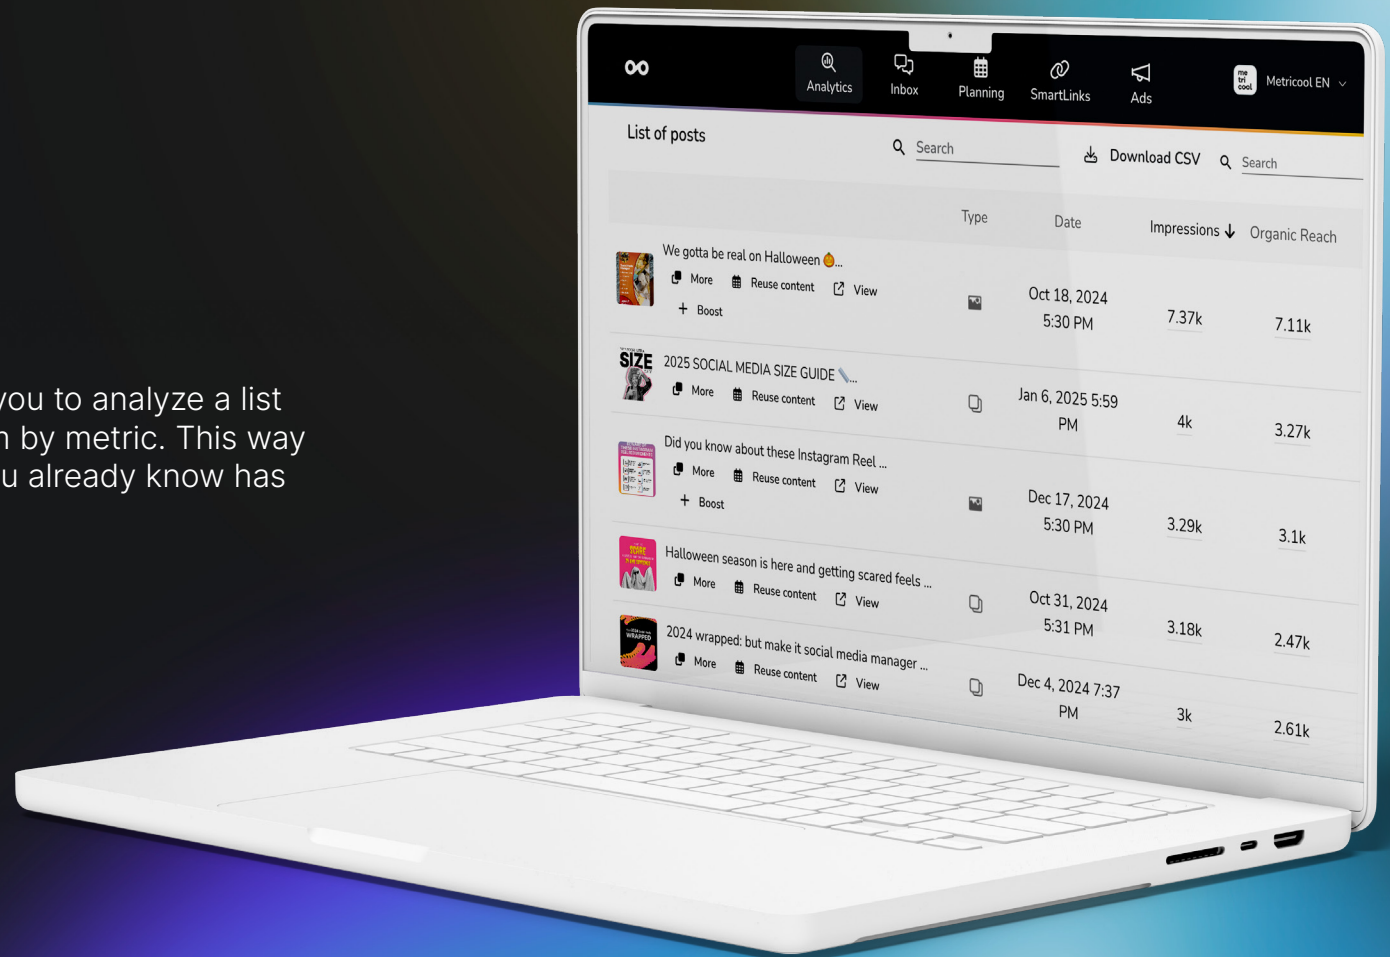 you to analyze a list
by metric. This way
already know has
Analytics
Inbox
Planning
SmartLinks
Ads
me
tri
cool
Metricool EN
List of posts
Search
Download CSV
Search
Type
Date
Impressions ↓
Organic Reach
We gotta be real on Halloween 🎃...
More
Reuse content
View
+ Boost
Oct 18, 2024
5:30 PM
7.37k
7.11k
SIZE
2025 SOCIAL MEDIA SIZE GUIDE 📏...
More
Reuse content
View
Jan 6, 2025 5:59
PM
4k
3.27k
Did you know about these Instagram Reel ...
More
Reuse content
View
+ Boost
Dec 17, 2024
5:30 PM
3.29k
3.1k
SCARE
Halloween season is here and getting scared feels ...
More
Reuse content
View
Oct 31, 2024
5:31 PM
3.18k
2.47k
WRAPPED
2024 wrapped: but make it social media manager ...
More
Reuse content
View
Dec 4, 2024 7:37
PM
3k
2.61k